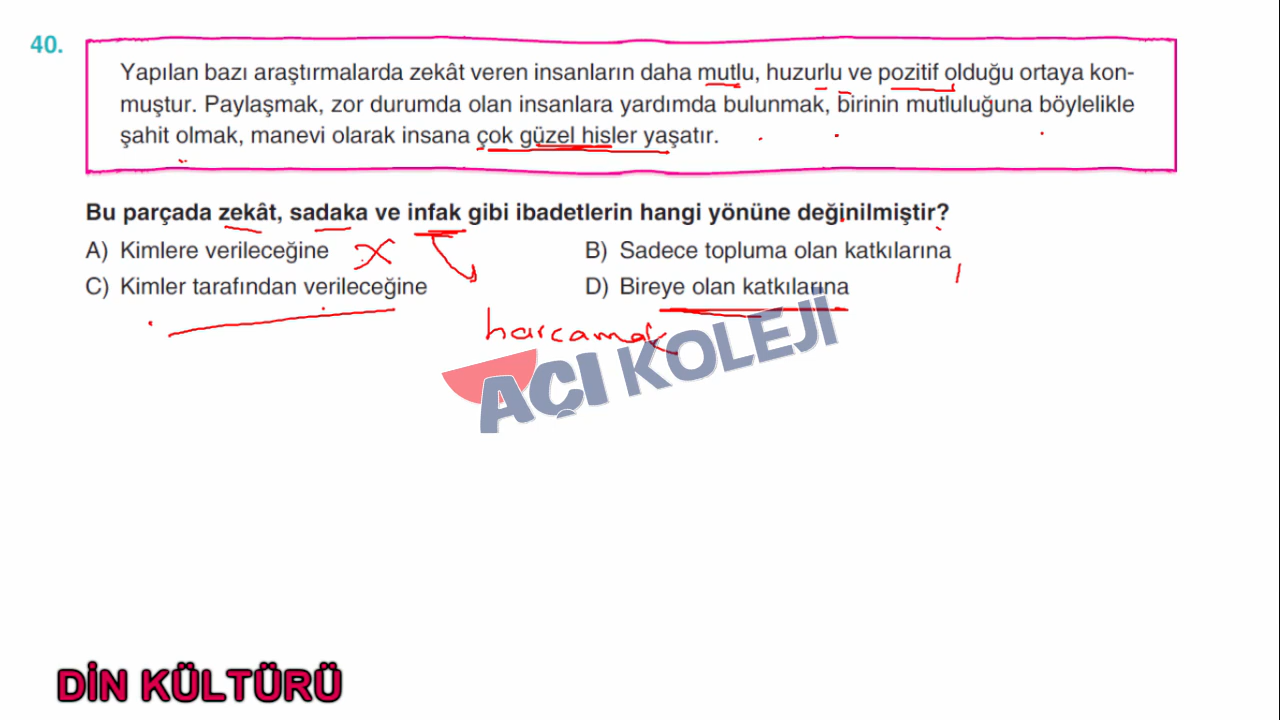 40.
Yapılan bazı araştırmalarda zekât veren insanların daha mutlu, huzurlu ve pozitif olduğu ortaya kon-
muştur. Paylaşmak, zor durumda olan insanlara yardımda bulunmak, birinin mutluluğuna böylelikle
şahit olmak, manevi olarak insana çok güzel hisler yaşatır.
Bu parçada zekât, sadaka ve infak gibi ibadetlerin hangi yönüne değinilmiştir?
A) Kimlere verileceğine
B) Sadece topluma olan katkılarına
C) Kimler tarafından verileceğine
D) Bireye olan katkılarına
harcamak
AÇI KOLEJİ
DİN KÜLTÜRÜ